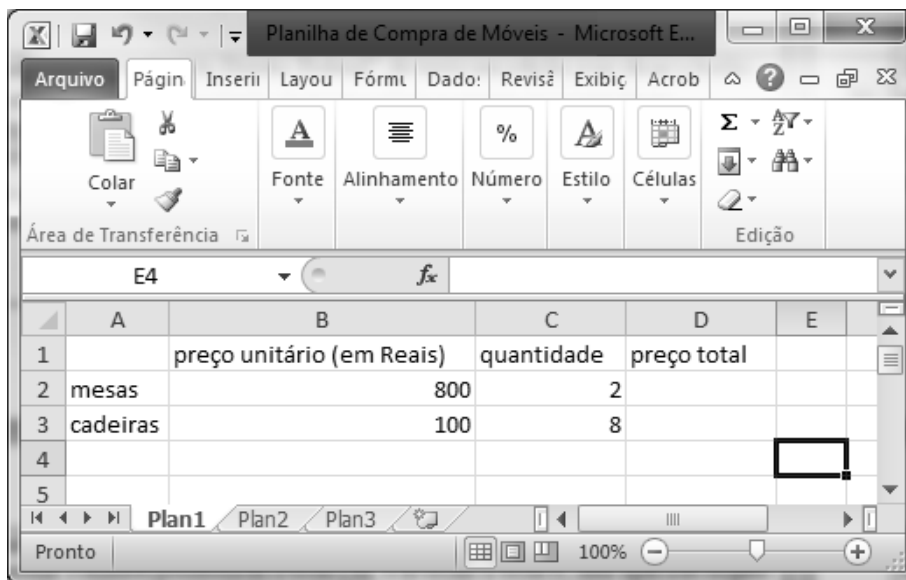 Planilha de Compra de Móveis - Microsoft E...
Arquivo Págin Inserir Layou Fórmu Dados Revisã Exibiç Acrob
Colar Fonte Alinhamento Número Estilo Células
Área de Transferência Edição
E4 fx
A B C D E
1 preço unitário (em Reais) quantidade preço total
2 mesas 800 2
3 cadeiras 100 8
4
5
Plan1 Plan2 Plan3
Pronto 100%